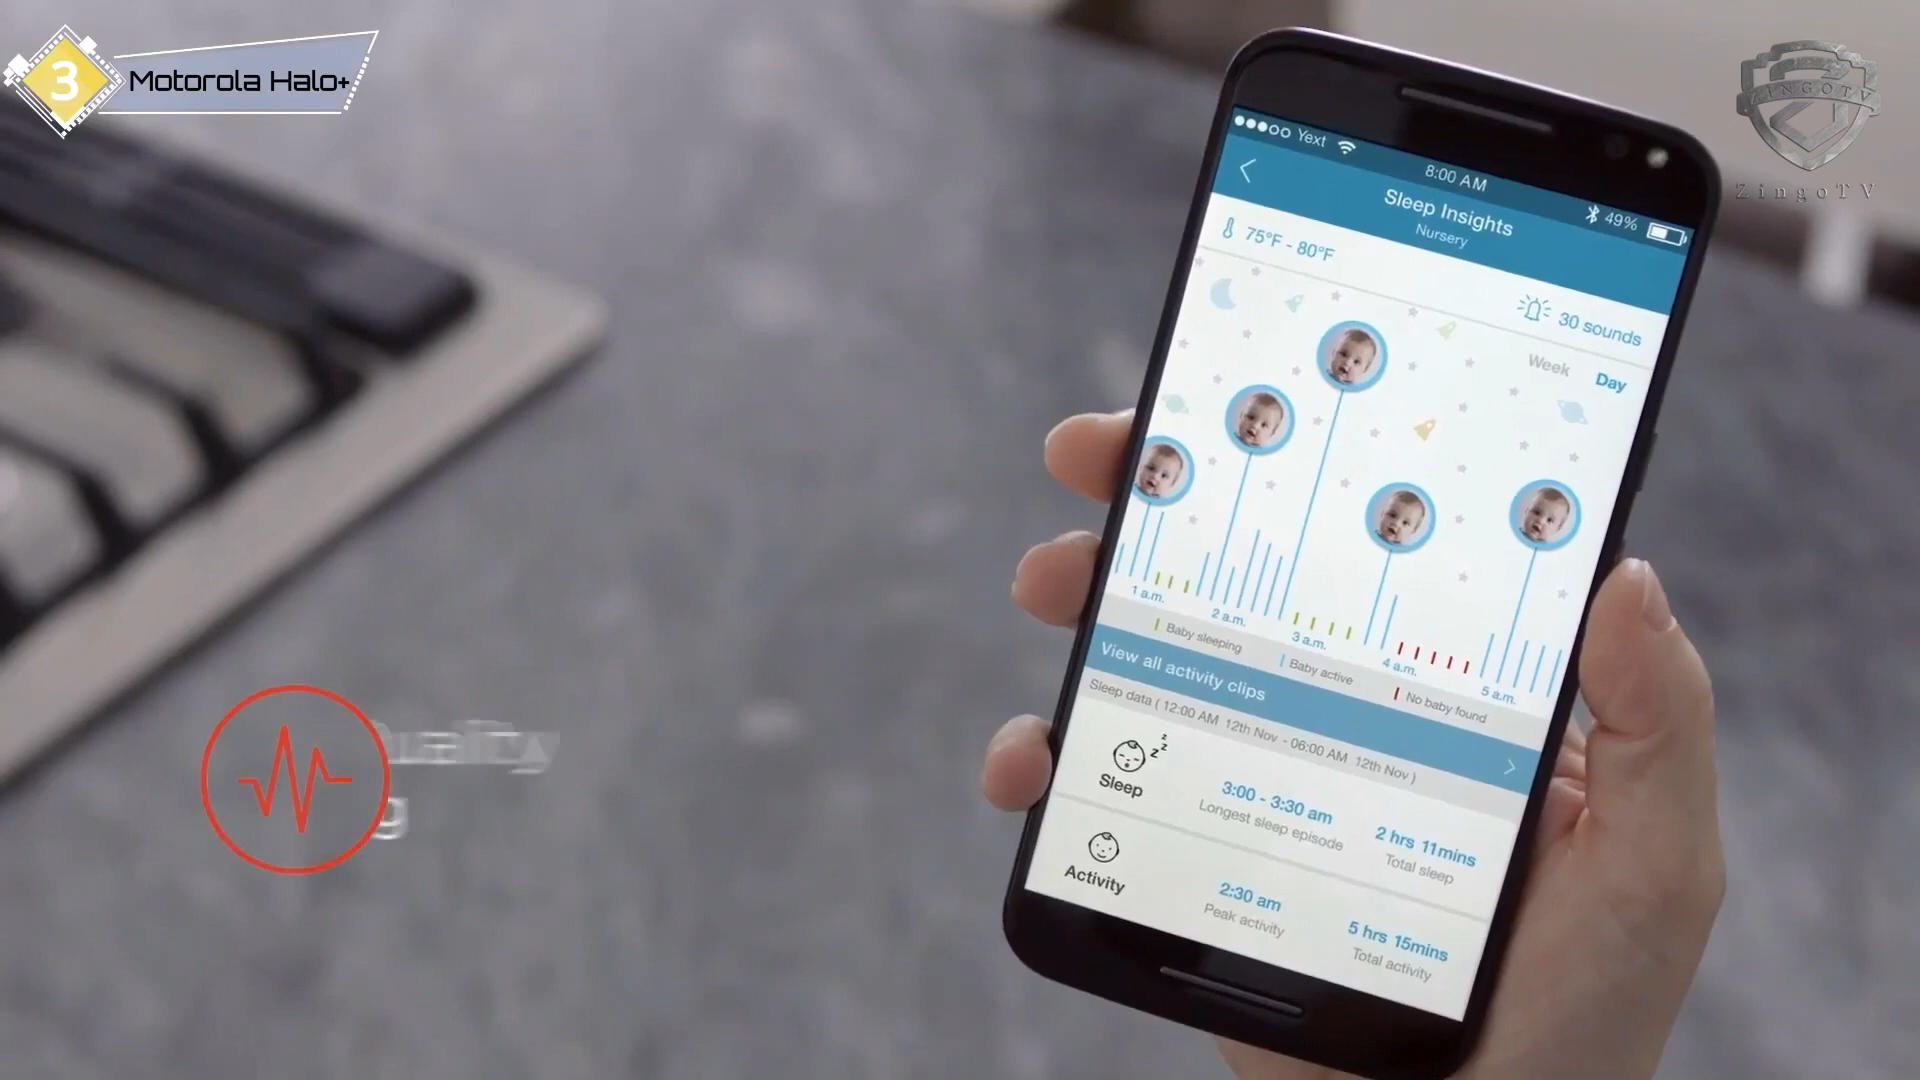 3
Motorola Halo+
ZINGOTV
ZingoTV
Yext
8:00 AM
49%
Sleep Insights
Nursery
75°F - 80°F
30 sounds
Week Day
1 a.m.
2 a.m.
3 a.m.
4 a.m.
5 a.m.
Baby sleeping
Baby active
No baby found
View all activity clips
Sleep data ( 12:00 AM 12th Nov - 06:00 AM 12th Nov )
Sleep
3:00 - 3:30 am
Longest sleep episode
2 hrs 11mins
Total sleep
Activity
2:30 am
Peak activity
5 hrs 15mins
Total activity